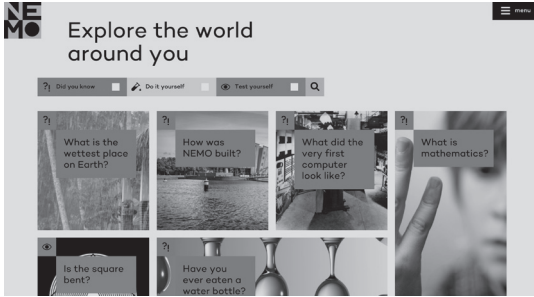 NE
MO
menu
Explore the world
around you
?! Did you know
Do it yourself
Test yourself
?!
What is the
wettest place
on Earth?
?!
How was
NEMO built?
?!
What did the
very first
computer
look like?
?!
What is
mathematics?
Is the square
bent?
?!
Have you
ever eaten a
water bottle?